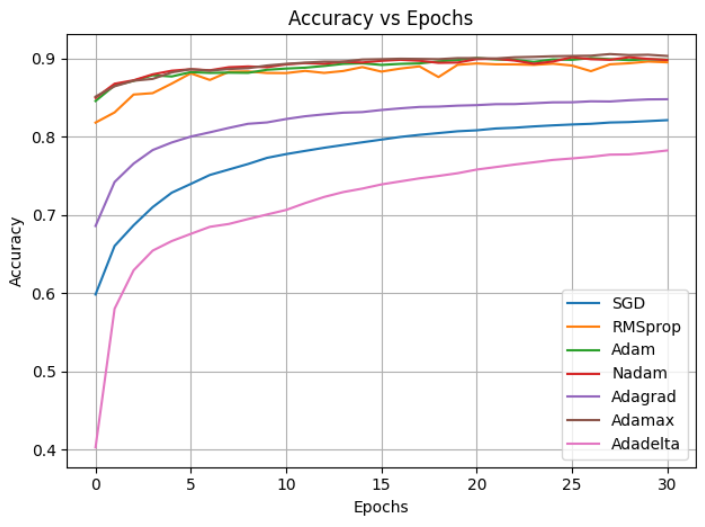 Accuracy vs Epochs
Accuracy
0.9
0.8
0.7
0.6
0.5
0.4
SGD
RMSprop
Adam
Nadam
Adagrad
Adamax
Adadelta
0 5 10 15 20 25 30
Epochs